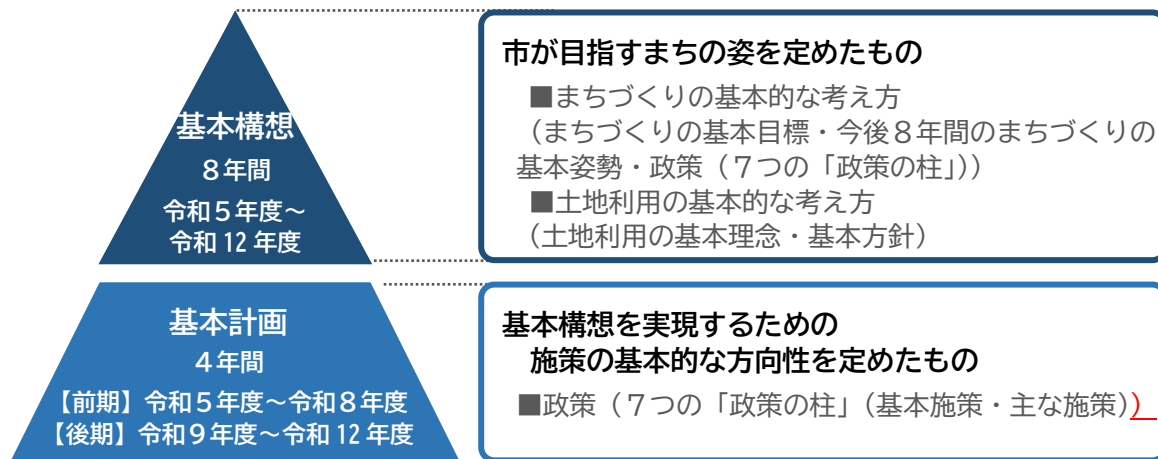 基本構想
８年間
令和５年度～
令和 12 年度
市が目指すまちの姿を定めたもの
■まちづくりの基本的な考え方
（まちづくりの基本目標・今後８年間のまちづくりの
基本姿勢・政策（７つの「政策の柱」））
■土地利用の基本的な考え方
（土地利用の基本理念・基本方針）
基本計画
４年間
【前期】令和５年度～令和８年度
【後期】令和９年度～令和 12 年度
基本構想を実現するための
施策の基本的な方向性を定めたもの
■政策（７つの「政策の柱」（基本施策・主な施策））